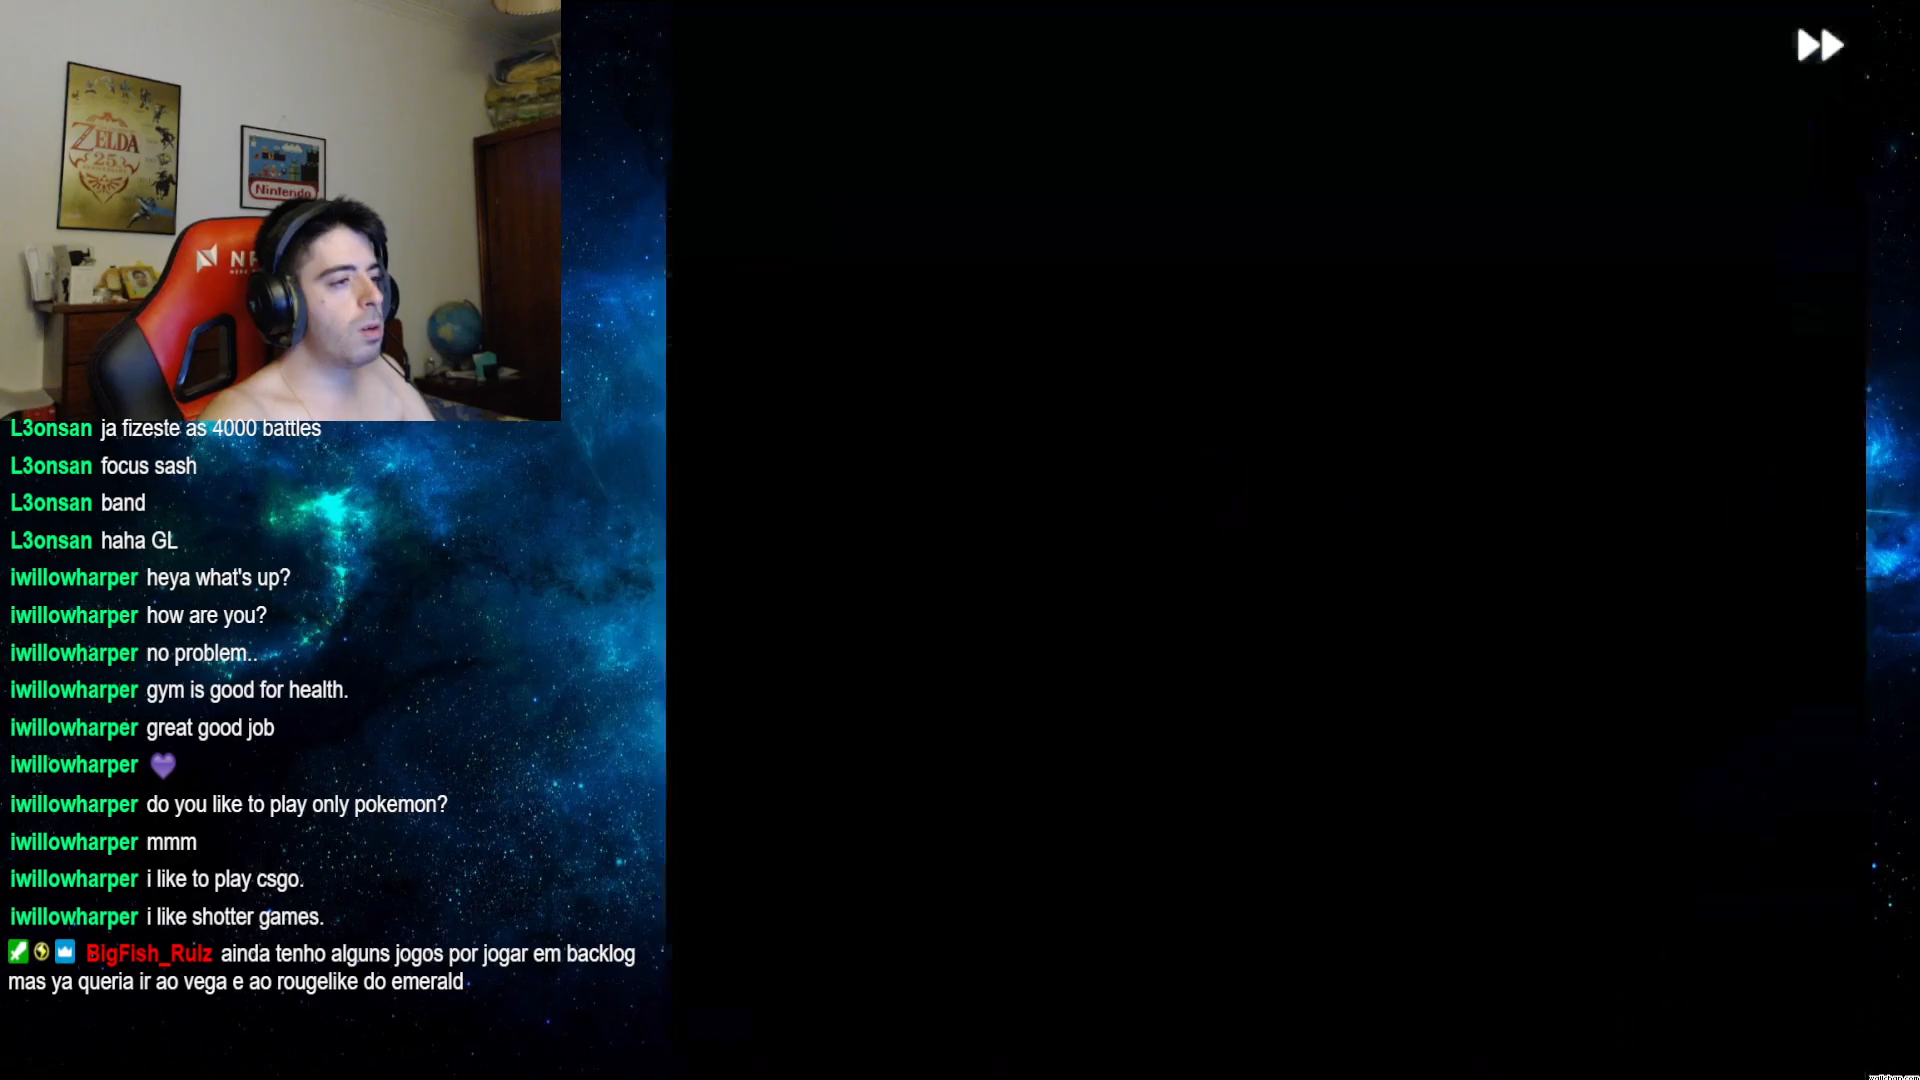 ZELDA
25
Nintendo
L3onsan ja fizeste as 4000 battles
L3onsan focus sash
L3onsan band
L3onsan haha GL
iwillowharper heya what's up?
iwillowharper how are you?
iwillowharper no problem..
iwillowharper gym is good for health.
iwillowharper great good job
iwillowharper 💜
iwillowharper do you like to play only pokemon?
iwillowharper mmm
iwillowharper i like to play csgo.
iwillowharper i like shotter games.
BigFish_Rulz ainda tenho alguns jogos por jogar em backlog
mas ya queria ir ao vega e ao rougelike do emerald